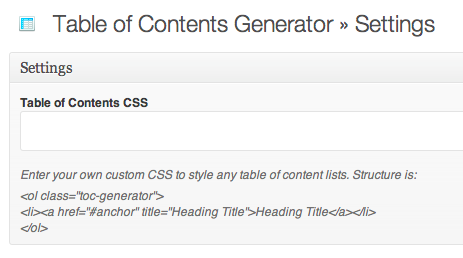 Table of Contents Generator » Settings
Settings
Table of Contents CSS
Enter your own custom CSS to style any table of content lists. Structure is:
<ol class="toc-generator">
<li><a href="#anchor" title="Heading Title">Heading Title</a></li>
</ol>